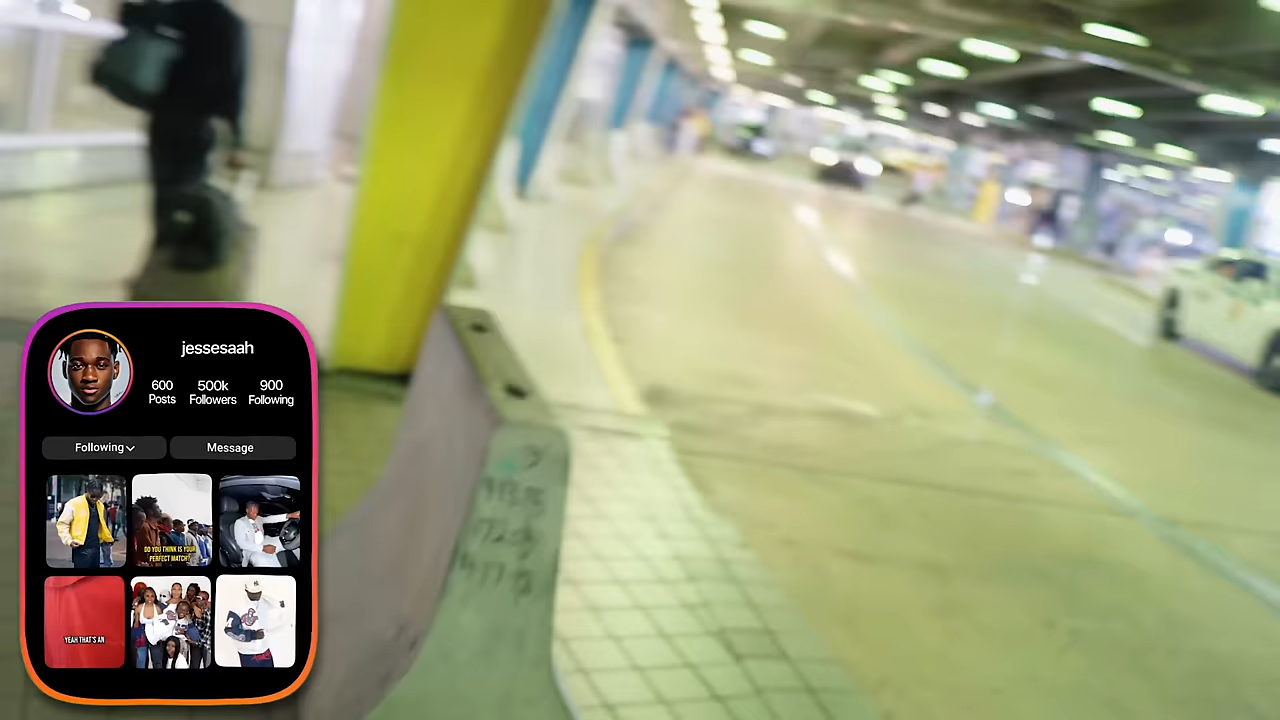 jessesaah
600 500k 900
Posts Followers Following
Following Message
DO YOU THINK IS YOUR
PERFECT MATCH?
YEAH THAT'S AN